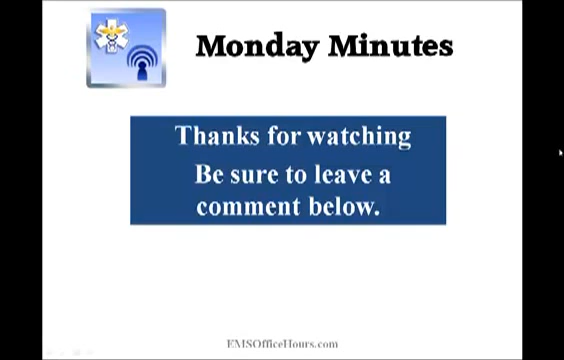 Monday Minutes
Thanks for watching
Be sure to leave a
comment below.
EMSOfficeHours.com